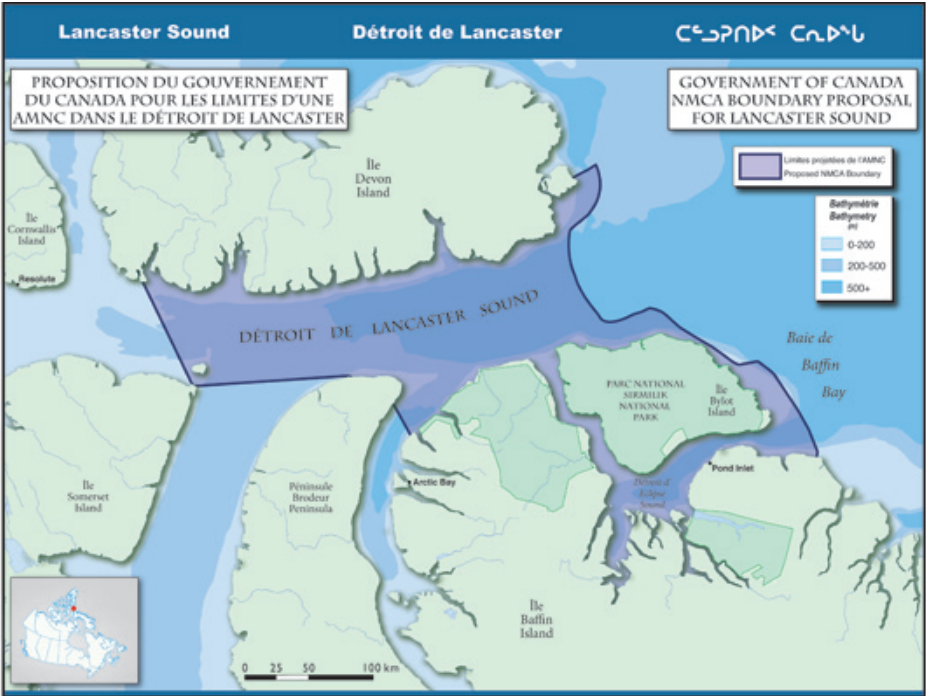 Lancaster Sound
Détroit de Lancaster
ᑕᓪᓗᕈᑎᐅᑉ ᑕᕆᐅᖓ
PROPOSITION DU GOUVERNEMENT
DU CANADA POUR LES LIMITES D'UNE
AMNC DANS LE DÉTROIT DE LANCASTER
GOVERNMENT OF CANADA
NMCA BOUNDARY PROPOSAL
FOR LANCASTER SOUND
Limites projetées de l'AMNC
Proposed NMCA Boundary
Bathymétrie
Bathymetry
(m)
0-200
200-500
500+
Île
Devon
Island
Île
Cornwallis
Island
Resolute
DÉTROIT DE LANCASTER SOUND
Baie de
Baffin
Bay
PARC NATIONAL
SIRMILIK
NATIONAL
PARK
Île
Bylot
Island
Pond Inlet
Détroit d'
Eclipse
Sound
Arctic Bay
Péninsule
Brodeur
Peninsula
Île
Somerset
Island
Île
Baffin
Island
0 25 50 100 km